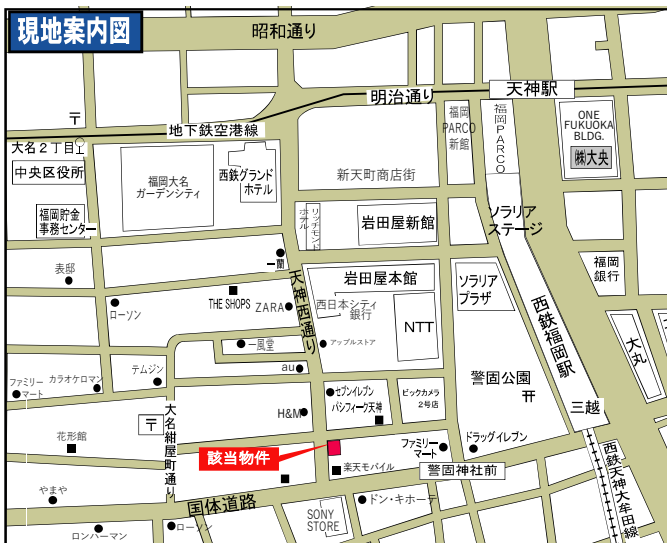 現地案内図
昭和通り
明治通り
天神駅
〒
地下鉄空港線
福岡
PARCO
新館
福岡PARCO
ONE
FUKUOKA
BLDG.
㈱大央
大名2丁目
中央区役所
福岡大名
ガーデンシティ
西鉄グランド
ホテル
新天町商店街
福岡貯金
事務センター
ホテル
リッチモンド
岩田屋新館
ソラリア
ステージ
一蘭
表邸
岩田屋本館
ソラリア
プラザ
福岡
銀行
ローソン
THE SHOPS
ZARA
天神西通り
西日本シティ
銀行
NTT
西鉄福岡駅
大丸
一風堂
アップルストア
au
警固公園
ファミリー
マート
カラオケロマン
テムジン
セブンイレブン
パシフィーク天神
ビックカメラ
2号店
三越
H&M
〒
大名紺屋町通り
花形館
該当物件
ファミリー
マート
ドラッグイレブン
楽天モバイル
警固神社前
西鉄天神大牟田線
やまや
国体道路
ドン・キホーテ
SONY
STORE
ロンハーマン
ローソン